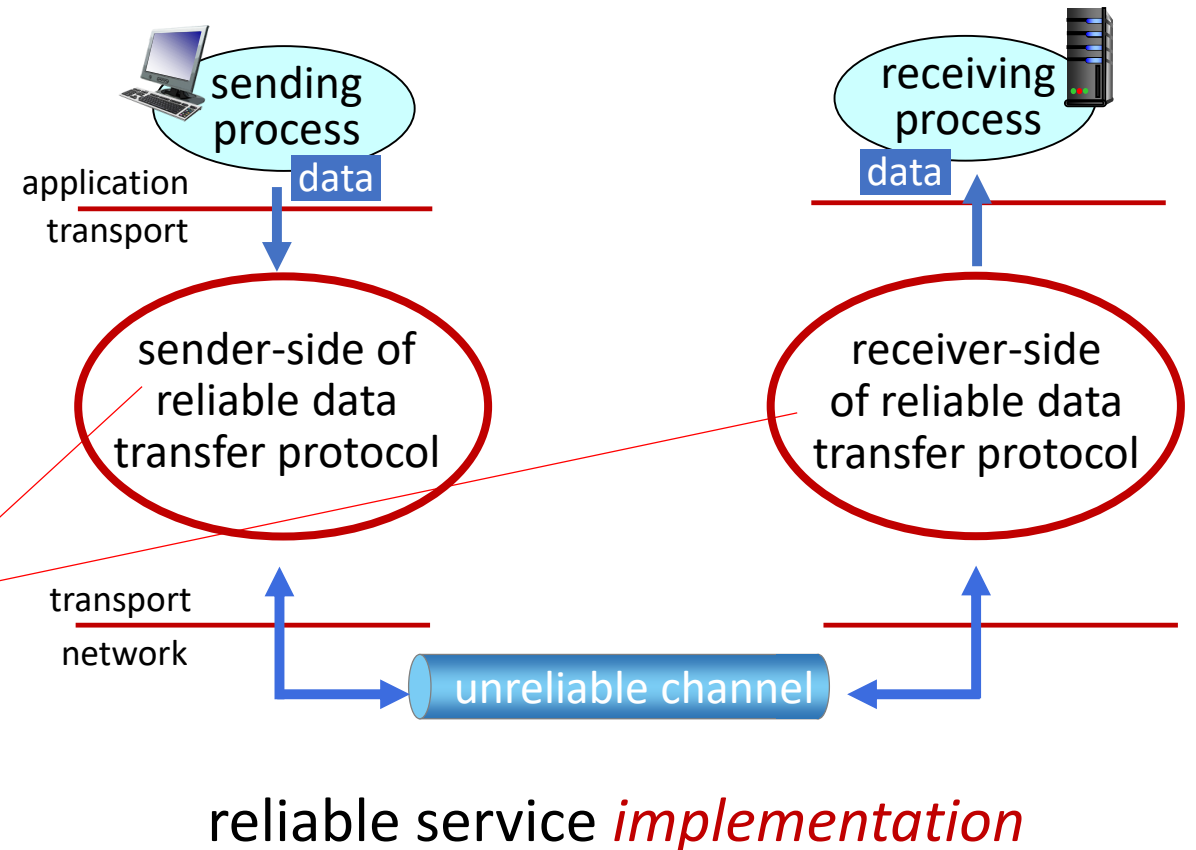 sending
process
data
receiving
process
data
application
transport
sender-side of
reliable data
transfer protocol
receiver-side
of reliable data
transfer protocol
transport
network
unreliable channel
reliable service implementation